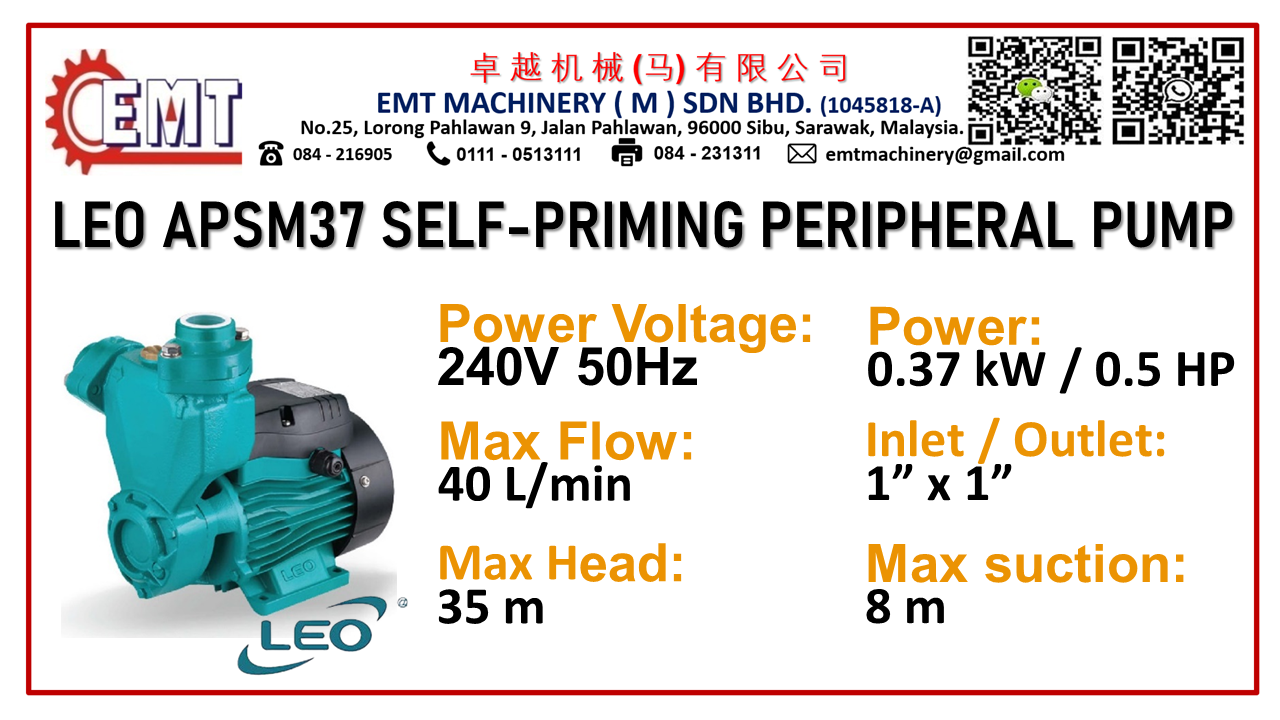 EMT
卓越机械(马)有限公司
EMT MACHINERY ( M ) SDN BHD. (1045818-A)
No.25, Lorong Pahlawan 9, Jalan Pahlawan, 96000 Sibu, Sarawak, Malaysia.
084 - 216905 0111 - 0513111 084 - 231311 emtmachinery@gmail.com
LEO APSM37 SELF-PRIMING PERIPHERAL PUMP
Power Voltage:
240V 50Hz
Power:
0.37 kW / 0.5 HP
Max Flow:
40 L/min
Inlet / Outlet:
1” x 1”
Max Head:
35 m
Max suction:
8 m
LEO
LEO